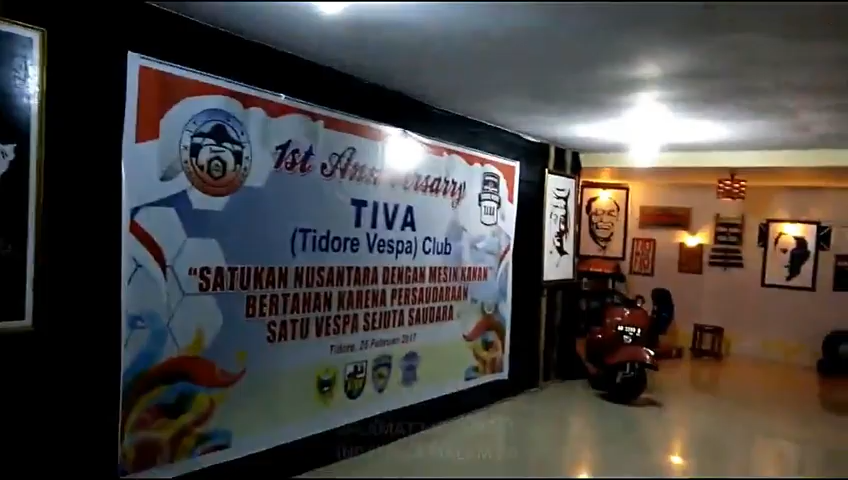 1st Anniversarry
TIVA
(Tidore Vespa) Club
"SATUKAN NUSANTARA DENGAN MESIN KANAN
BERTAHAN KARENA PERSAUDARAAN
SATU VESPA SEJUTA SAUDARA"
Tidore, 26 Februari 2017